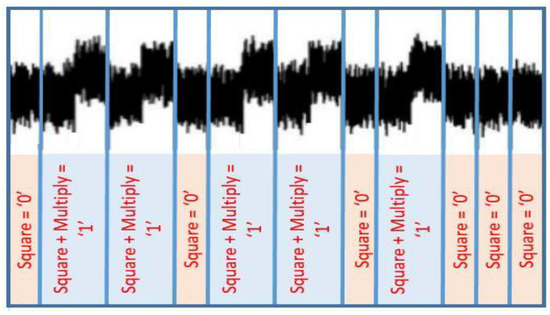 Square = ‘0’
Square + Multiply =
‘1’
Square + Multiply =
‘1’
Square = ‘0’
Square + Multiply =
‘1’
Square + Multiply =
‘1’
Square = ‘0’
Square + Multiply =
‘1’
Square = ‘0’
Square = ‘0’
Square = ‘0’